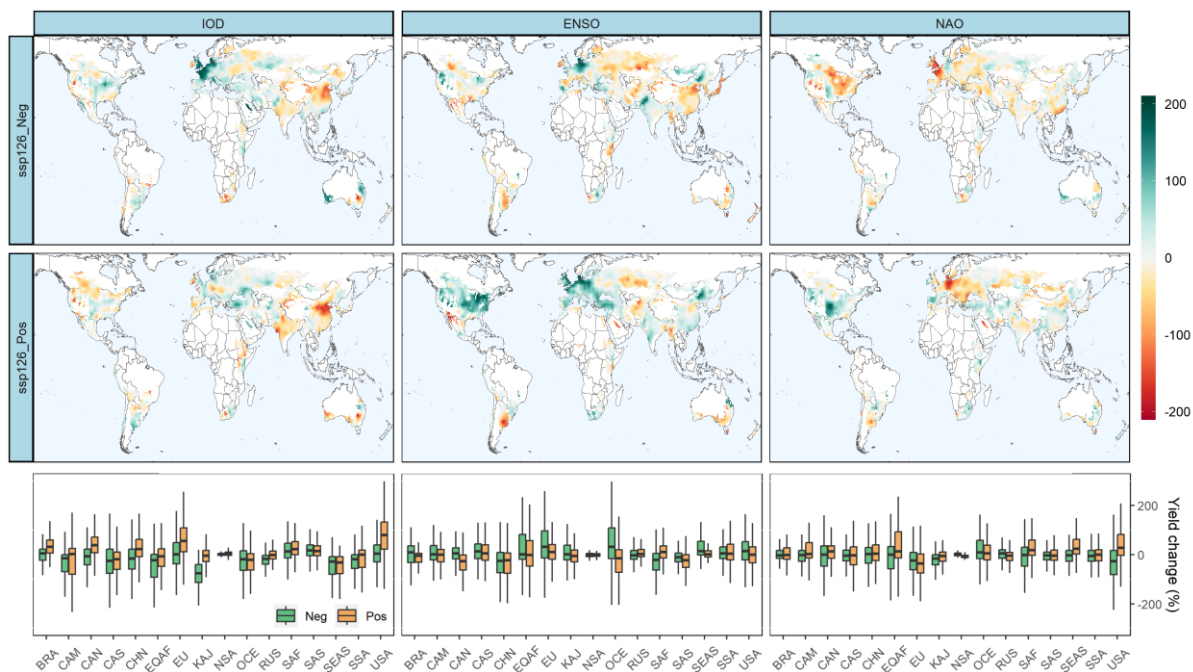 IOD ENSO NAO
ssp126_Neg
200
100
0
-100
-200
ssp126_Pos
200
0
-200
Yield change (%)
Neg Pos
BRA CAM CAN CAS CHN EQAF EU KAJ NSA OCE RUS SAF SAS SEAS SSA USA BRA CAM CAN CAS CHN EQAF EU KAJ NSA OCE RUS SAF SAS SEAS SSA USA BRA CAM CAN CAS CHN EQAF EU KAJ NSA OCE RUS SAF SAS SEAS SSA USA